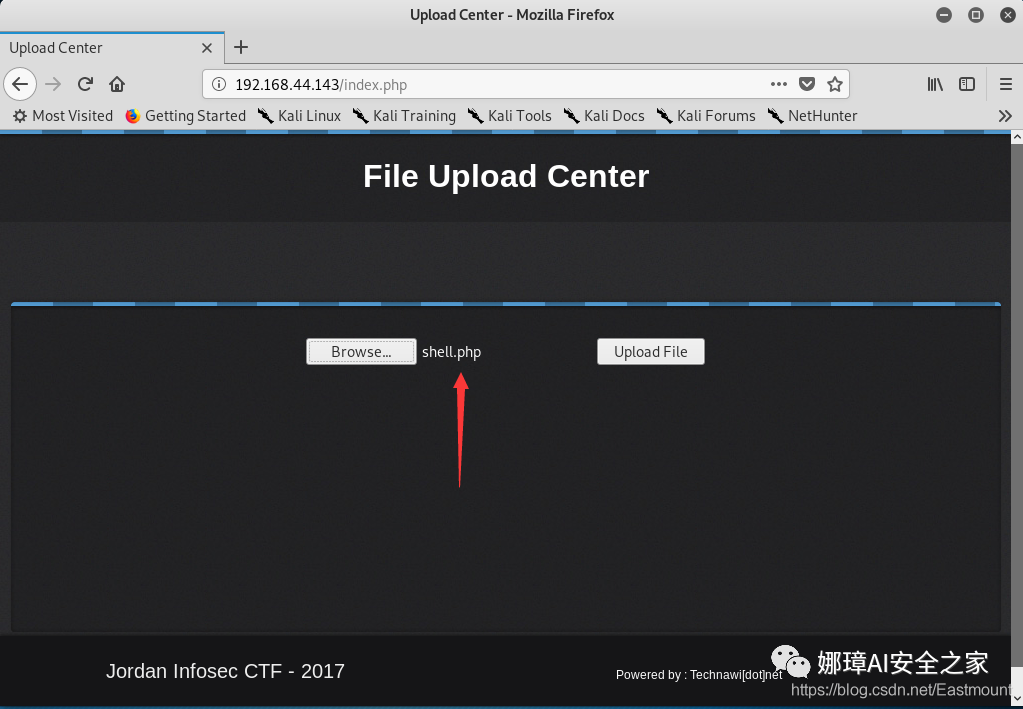 Upload Center - Mozilla Firefox
Upload Center
192.168.44.143/index.php
Most Visited Getting Started Kali Linux Kali Training Kali Tools Kali Docs Kali Forums NetHunter
File Upload Center
Browse... shell.php Upload File
Jordan Infosec CTF - 2017
Powered by : Technawi[dot]net
娜璋AI安全之家
https://blog.csdn.net/Eastmount